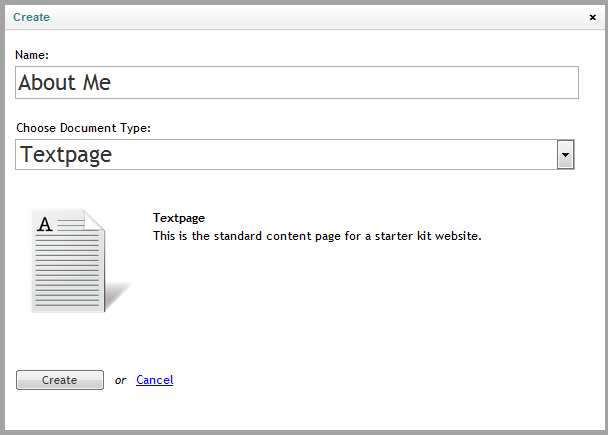 Create
Name:
About Me
Choose Document Type:
Textpage
A
Textpage
This is the standard content page for a starter kit website.
Create or Cancel